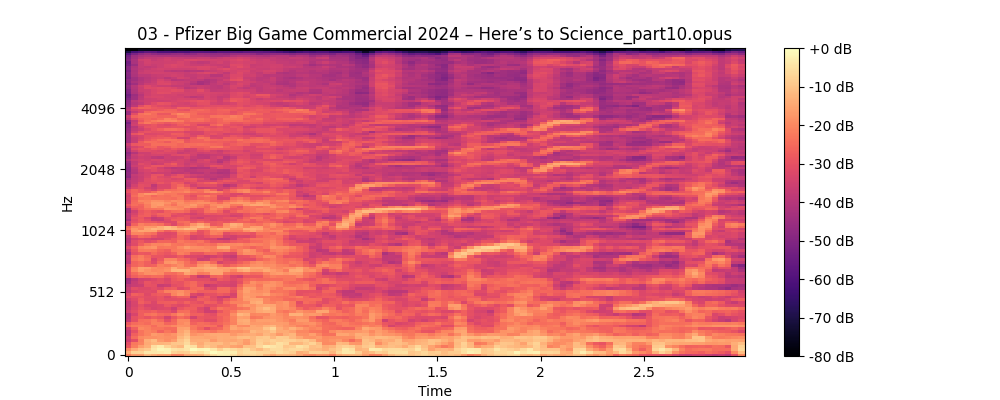 03 - Pfizer Big Game Commercial 2024 – Here’s to Science_part10.opus
Hz
4096
2048
1024
512
0
0
0.5
1
1.5
2
2.5
Time
+0 dB
-10 dB
-20 dB
-30 dB
-40 dB
-50 dB
-60 dB
-70 dB
-80 dB